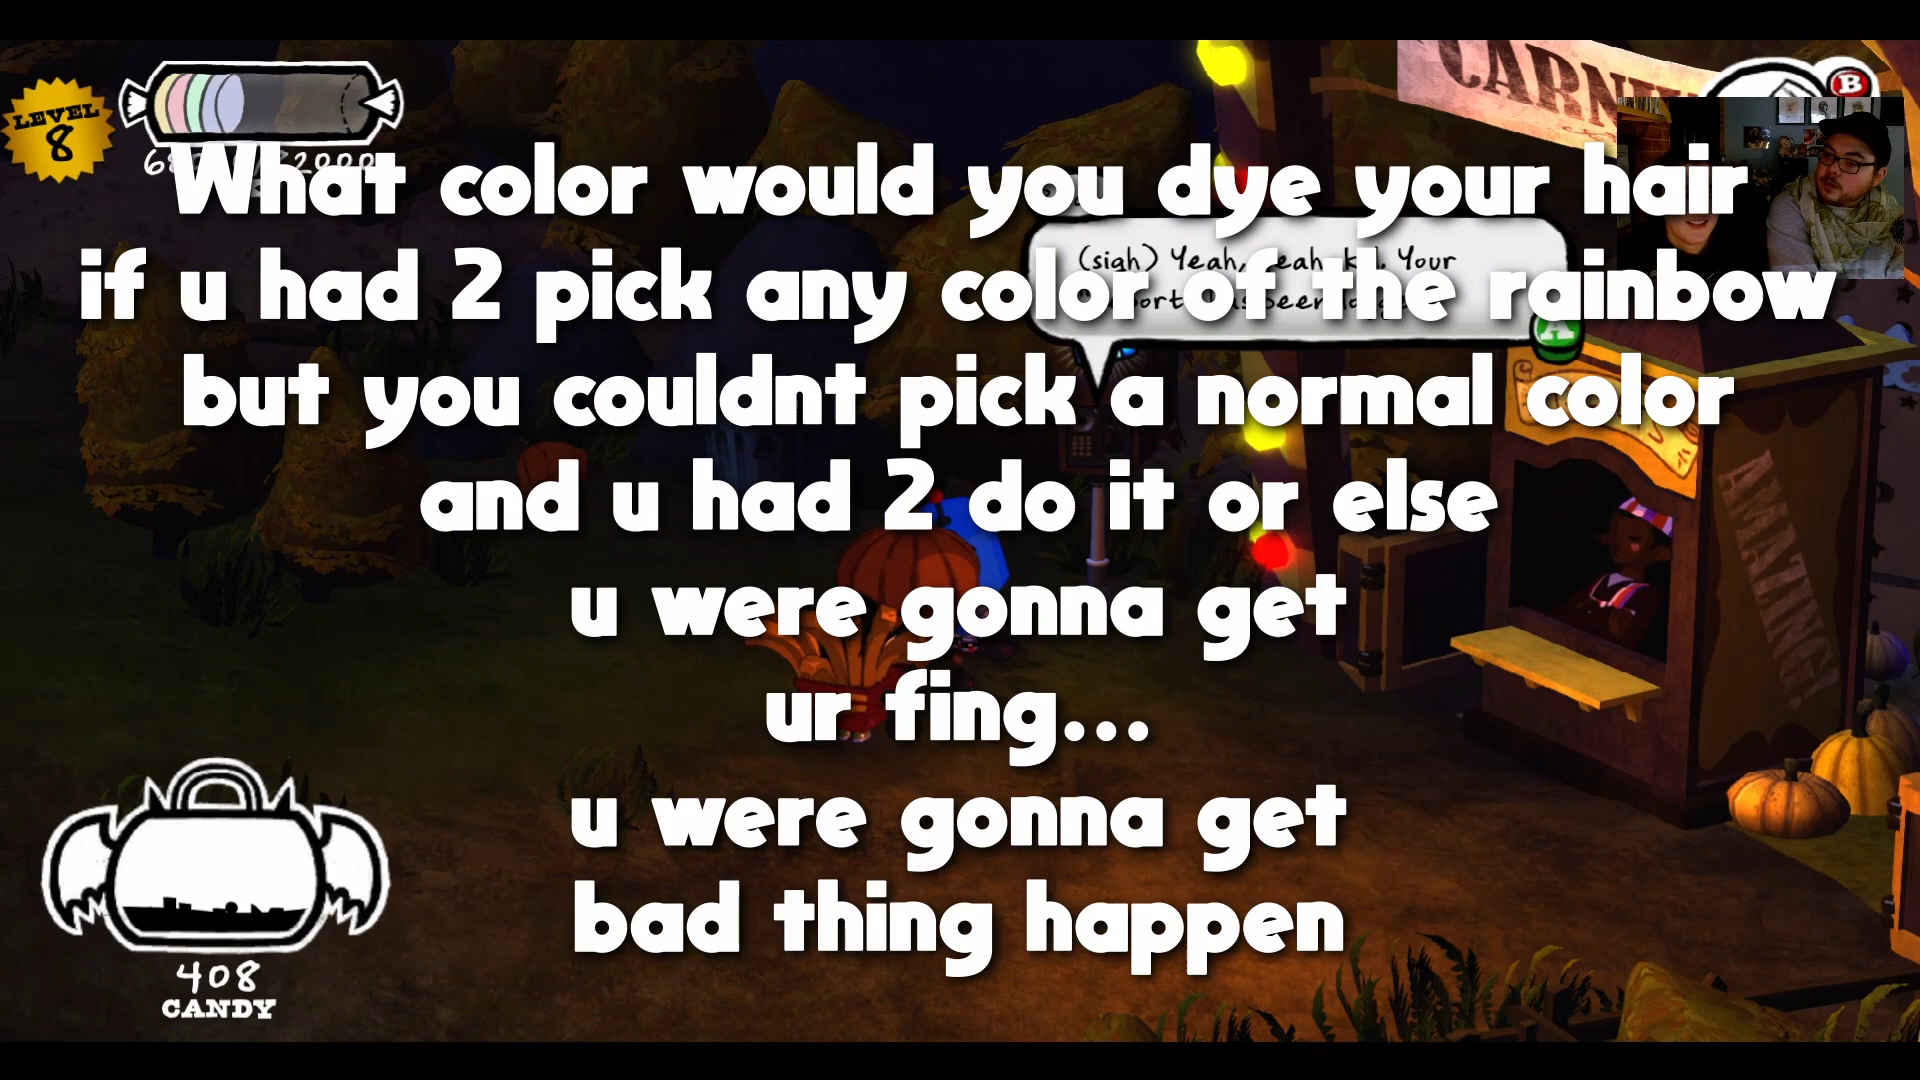 CARN
B
LEVEL
8
What color would you dye your hair
if u had 2 pick any color of the rainbow
but you couldnt pick a normal color
and u had 2 do it or else
u were gonna get
ur fing...
u were gonna get
bad thing happen
(sigh) Yeah, Your
A
AMAZING!
408
CANDY